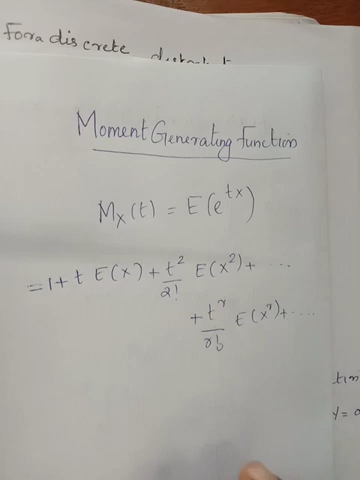 For a discrete
Moment Generating Function
Mx(t) = E(e^tx)
= 1 + t E(x) + t²/2! E(x²) + ....
+ t^r/r! E(x^r) + ....
y =